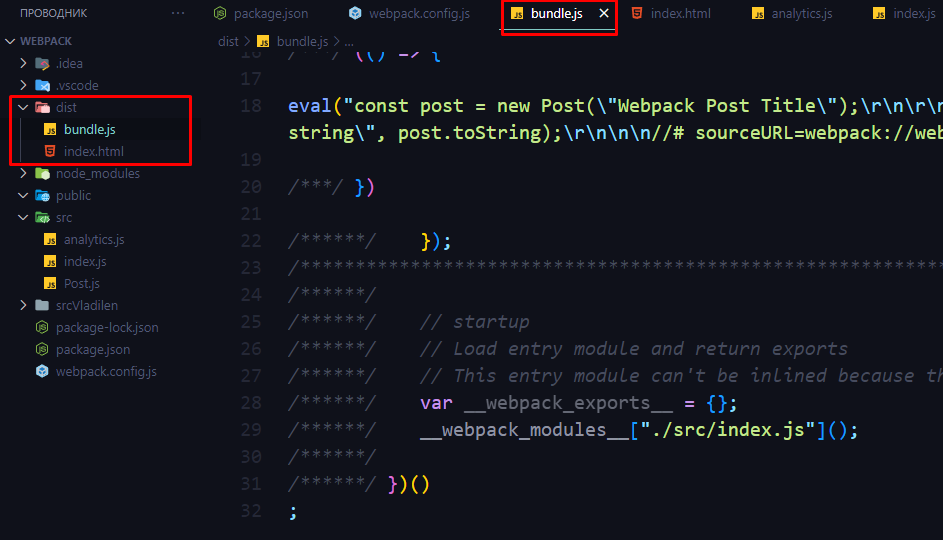 ПРОВОДНИК ···
package.json
webpack.config.js
bundle.js
index.html
analytics.js
index.js
WEBPACK
.idea
.vscode
dist
bundle.js
index.html
node_modules
public
src
analytics.js
index.js
Post.js
srcVladilen
package-lock.json
package.json
webpack.config.js
dist > bundle.js > ...
16 /***/ (() => {
17
18 eval("const post = new Post(\"Webpack Post Title\");\r\n\r\n
string\", post.toString);\r\n\n\n//# sourceURL=webpack://web
19
20 /***/ })
21
22 /******/ });
23 /************************************************************
24 /******/
25 /******/ // startup
26 /******/ // Load entry module and return exports
27 /******/ // This entry module can't be inlined because th
28 /******/ var __webpack_exports__ = {};
29 /******/ __webpack_modules__["./src/index.js"]();
30 /******/
31 /******/ })()
32 ;